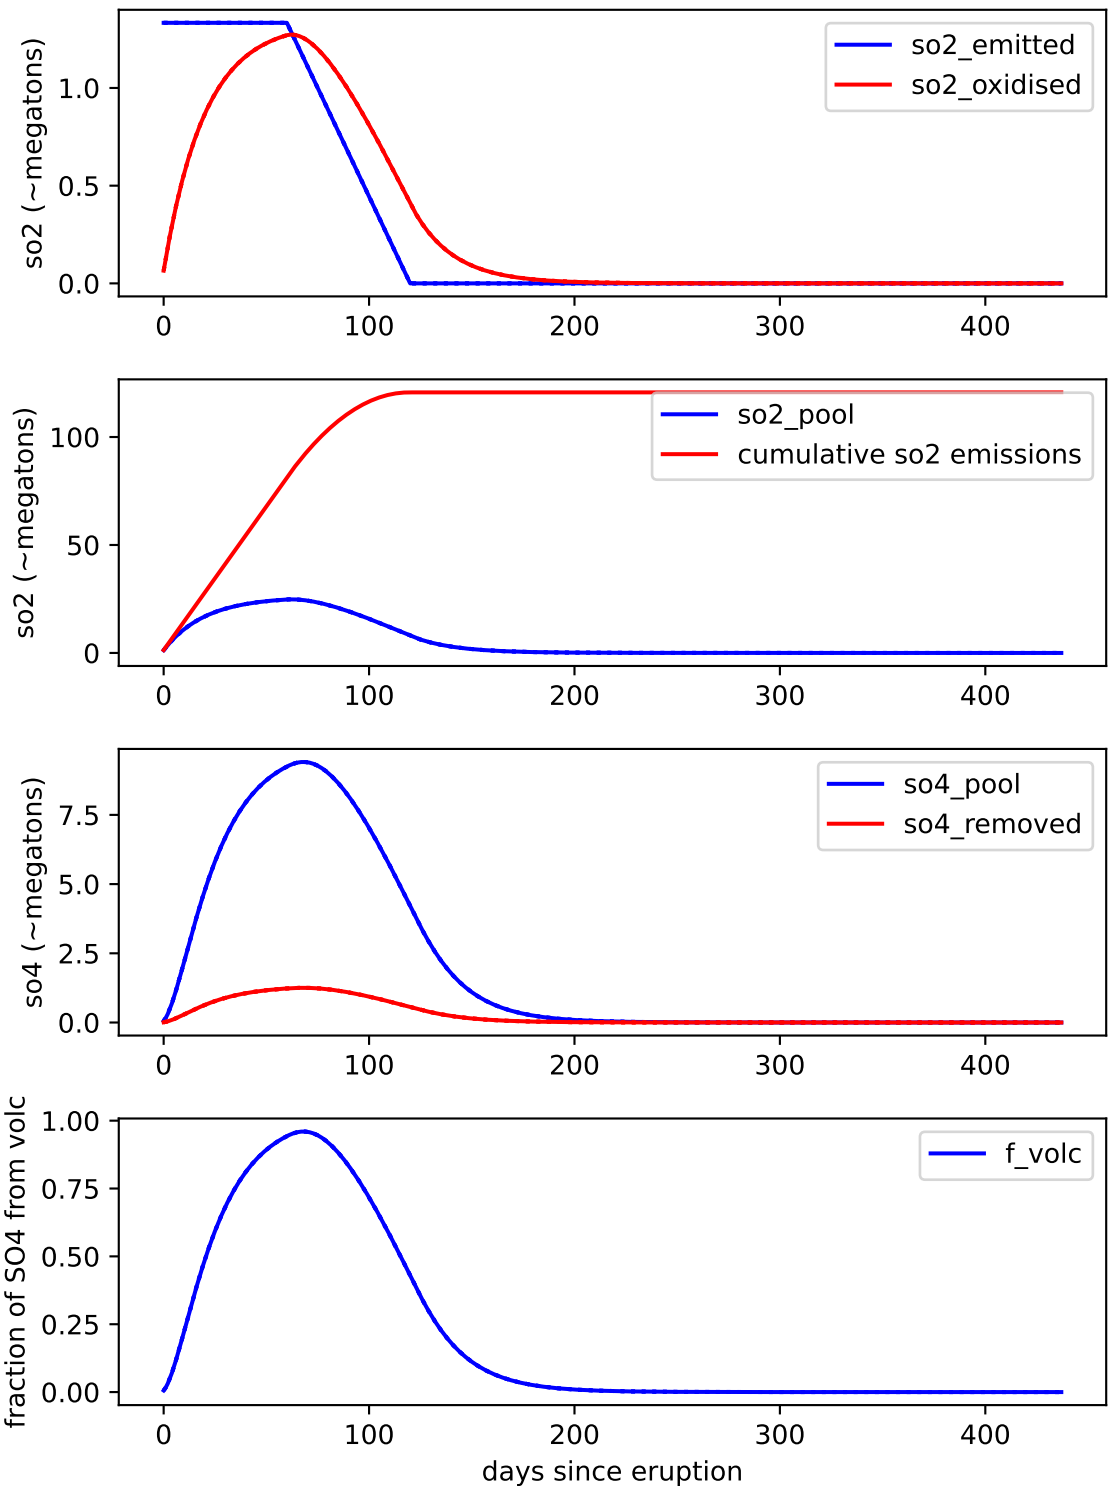 so2 (~megatons)
1.0
0.5
0.0
so2_emitted
so2_oxidised
0 100 200 300 400
so2 (~megatons)
100
50
0
so2_pool
cumulative so2 emissions
0 100 200 300 400
so4 (~megatons)
7.5
5.0
2.5
0.0
so4_pool
so4_removed
0 100 200 300 400
fraction of SO4 from volc
1.00
0.75
0.50
0.25
0.00
f_volc
0 100 200 300 400
days since eruption